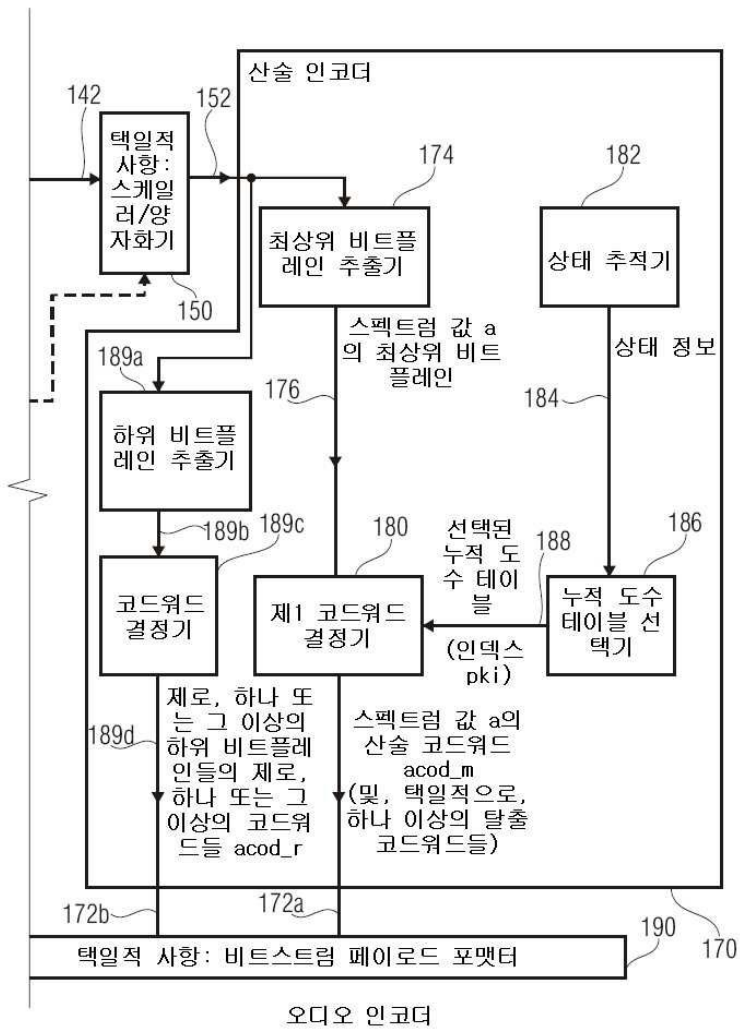 산술 인코더
142
152
택일적
사항:
스케일
러/양
자화기
150
174
최상위 비트플
레인 추출기
182
상태 추적기
스펙트럼 값 a
의 최상위 비트
플레인
176
상태 정보
184
189a
하위 비트플
레인 추출기
189b
189c
코드워드
결정기
180
제1 코드워드
결정기
선택된
누적 도
수 테이
블
188
(인덱스
pki)
186
누적 도수
테이블 선
택기
189d
제로, 하나 또
는 그 이상의
하위 비트플레
인들의 제로,
하나 또는 그
이상의 코드워
드들 acod_r
스펙트럼 값 a의
산술 코드워드
acod_m
(및, 택일적으로,
하나 이상의 탈출
코드워드들)
172b
172a
190
170
택일적 사항: 비트스트림 페이로드 포맷터
오디오 인코더